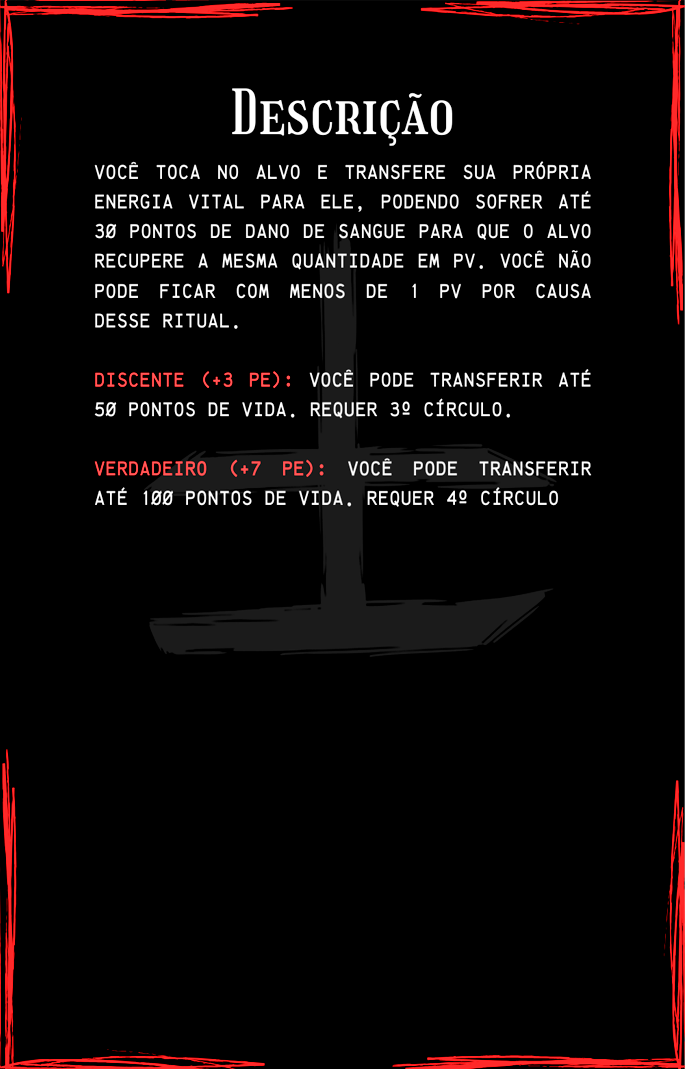 Descrição
VOCÊ TOCA NO ALVO E TRANSFERE SUA PRÓPRIA
ENERGIA VITAL PARA ELE, PODENDO SOFRER ATÉ
30 PONTOS DE DANO DE SANGUE PARA QUE O ALVO
RECUPERE A MESMA QUANTIDADE EM PV. VOCÊ NÃO
PODE FICAR COM MENOS DE 1 PV POR CAUSA
DESSE RITUAL.
DISCENTE (+3 PE): VOCÊ PODE TRANSFERIR ATÉ
50 PONTOS DE VIDA. REQUER 3º CÍRCULO.
VERDADEIRO (+7 PE): VOCÊ PODE TRANSFERIR
ATÉ 100 PONTOS DE VIDA. REQUER 4º CÍRCULO